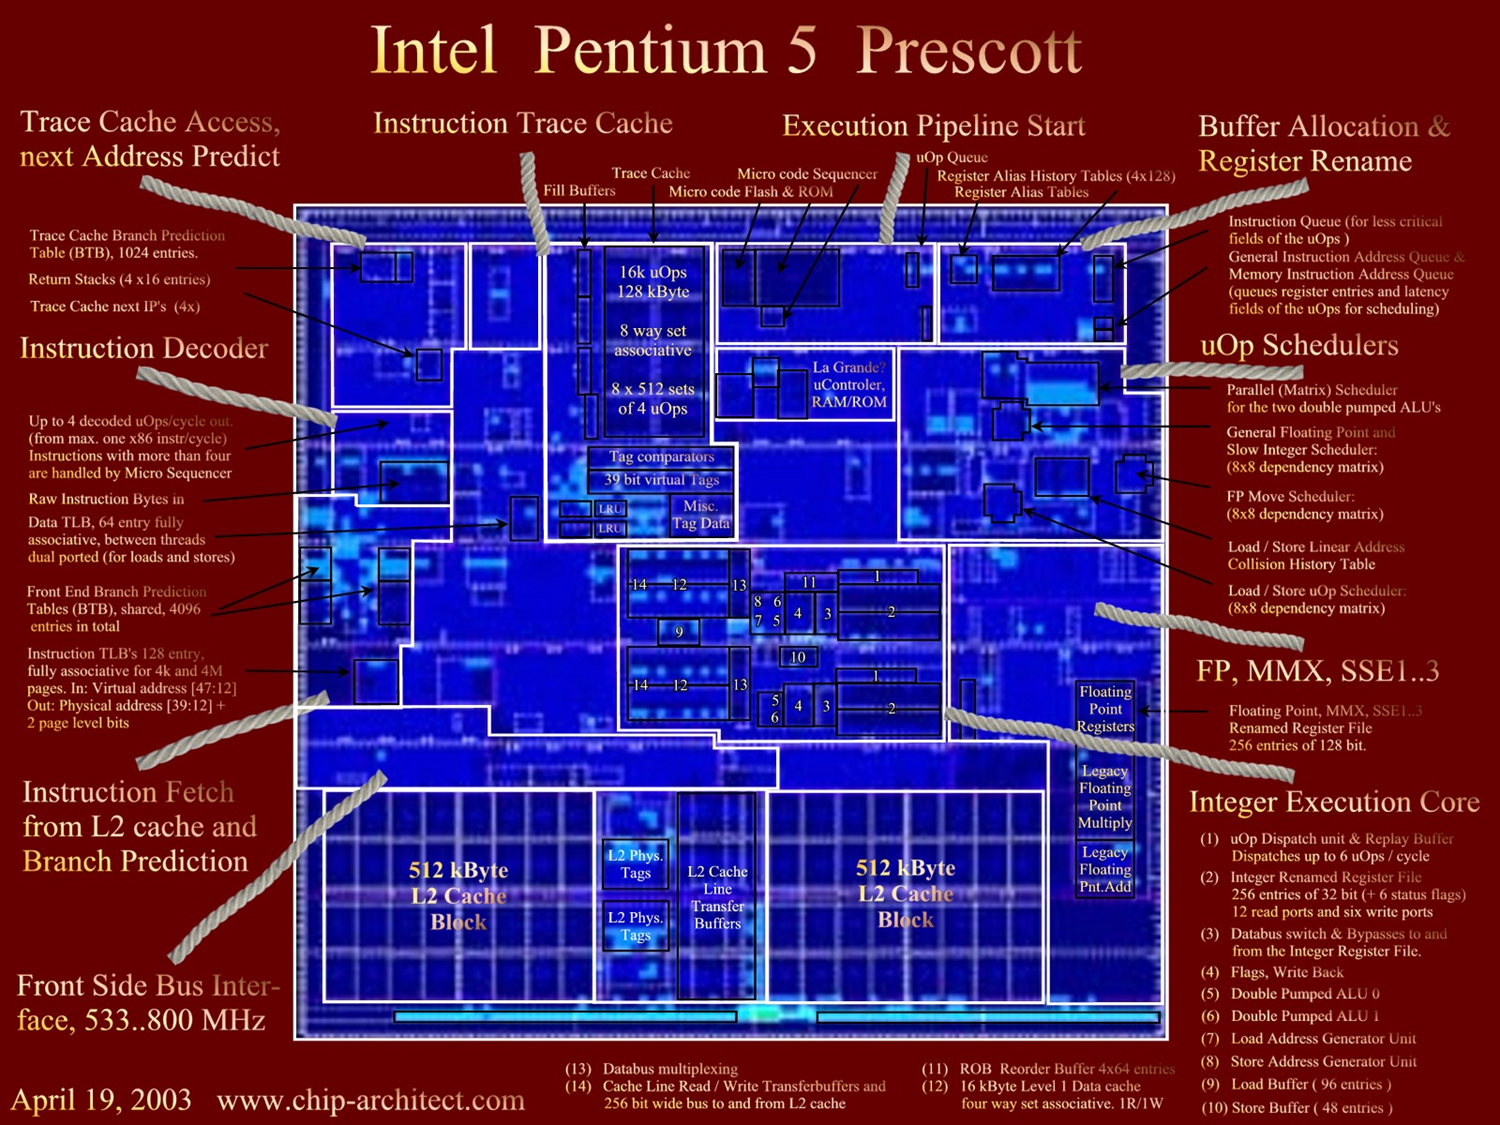 Intel Pentium 5 Prescott
Trace Cache Access,
next Address Predict
Instruction Trace Cache
Execution Pipeline Start
Buffer Allocation &
Register Rename
Fill Buffers
Trace Cache
Micro code Sequencer
Micro code Flash & ROM
uOp Queue
Register Alias History Tables (4x128)
Register Alias Tables
Trace Cache Branch Prediction
Table (BTB), 1024 entries.
Return Stacks (4 x16 entries)
Trace Cache next IP's (4x)
Instruction Decoder
Up to 4 decoded uOps/cycle out.
(from max. one x86 instr/cycle)
Instructions with more than four
are handled by Micro Sequencer
Raw Instruction Bytes in
Data TLB, 64 entry fully
associative, between threads
dual ported (for loads and stores)
Front End Branch Prediction
Tables (BTB), shared, 4096
entries in total
Instruction TLB's 128 entry,
fully associative for 4k and 4M
pages. In: Virtual address [47:12]
Out: Physical address [39:12] +
2 page level bits
Instruction Fetch
from L2 cache and
Branch Prediction
Front Side Bus Inter-
face, 533..800 MHz
April 19, 2003 www.chip-architect.com
16k uOps
128 kByte
8 way set
associative
8 x 512 sets
of 4 uOps
Tag comparators
39 bit virtual Tags
LRU
LRU
Misc.
Tag Data
La Grande?
uControler,
RAM/ROM
14 12 13
11
1
8 6
7 5
4 3 2
9
10
14 12 13
1
5
6
4 3 2
Floating
Point
Registers
Legacy
Floating
Point
Multiply
Legacy
Floating
Pnt.Add
512 kByte
L2 Cache
Block
L2 Phys.
Tags
L2 Phys.
Tags
L2 Cache
Line
Transfer
Buffers
512 kByte
L2 Cache
Block
Instruction Queue (for less critical
fields of the uOps )
General Instruction Address Queue &
Memory Instruction Address Queue
(queues register entries and latency
fields of the uOps for scheduling)
uOp Schedulers
Parallel (Matrix) Scheduler
for the two double pumped ALU's
General Floating Point and
Slow Integer Scheduler:
(8x8 dependency matrix)
FP Move Scheduler:
(8x8 dependency matrix)
Load / Store Linear Address
Collision History Table
Load / Store uOp Scheduler:
(8x8 dependency matrix)
FP, MMX, SSE1..3
Floating Point, MMX, SSE1..3
Renamed Register File
256 entries of 128 bit.
Integer Execution Core
(1) uOp Dispatch unit & Replay Buffer
Dispatches up to 6 uOps / cycle
(2) Integer Renamed Register File
256 entries of 32 bit (+ 6 status flags)
12 read ports and six write ports
(3) Databus switch & Bypasses to and
from the Integer Register File.
(4) Flags, Write Back
(5) Double Pumped ALU 0
(6) Double Pumped ALU 1
(7) Load Address Generator Unit
(8) Store Address Generator Unit
(9) Load Buffer ( 96 entries )
(10) Store Buffer ( 48 entries )
(11) ROB Reorder Buffer 4x64 entries
(12) 16 kByte Level 1 Data cache
four way set associative. 1R/1W
(13) Databus multiplexing
(14) Cache Line Read / Write Transferbuffers and
256 bit wide bus to and from L2 cache